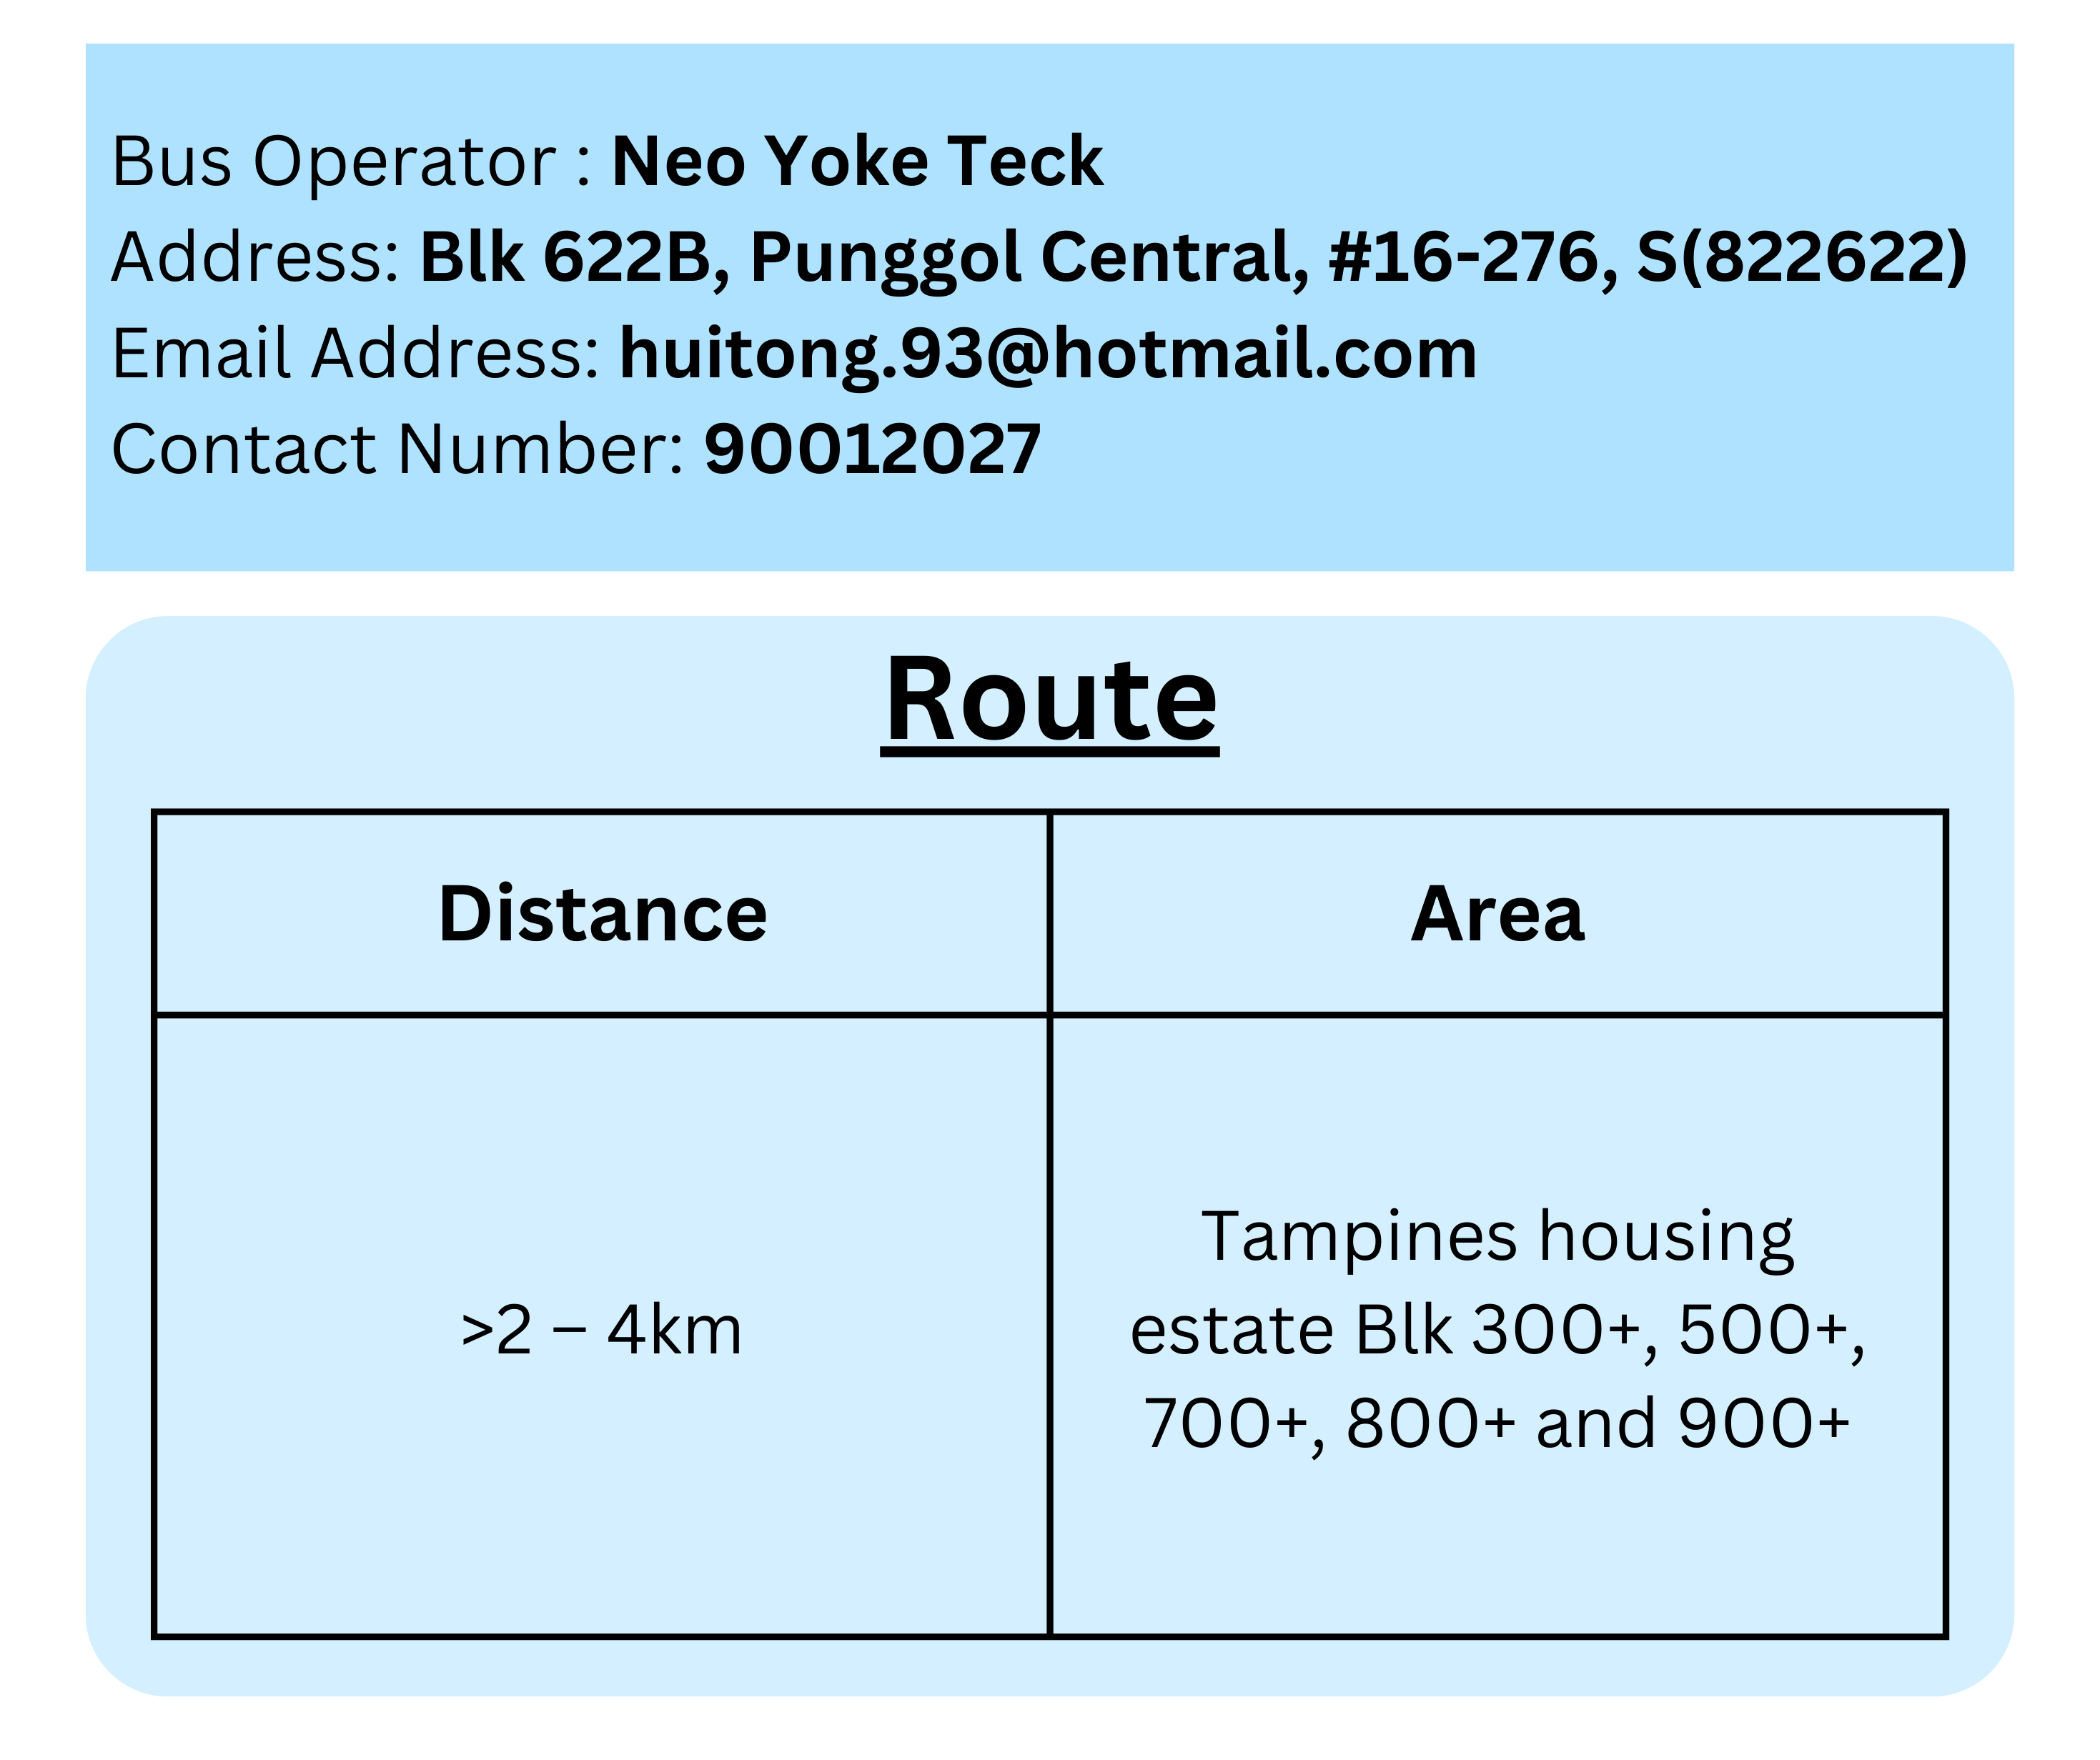 Bus Operator : Neo Yoke Teck
Address: Blk 622B, Punggol Central, #16-276, S(822622)
Email Address: huitong.93@hotmail.com
Contact Number: 90012027
Route
Distance
Area
>2 – 4km
Tampines housing
estate Blk 300+, 500+,
700+, 800+ and 900+